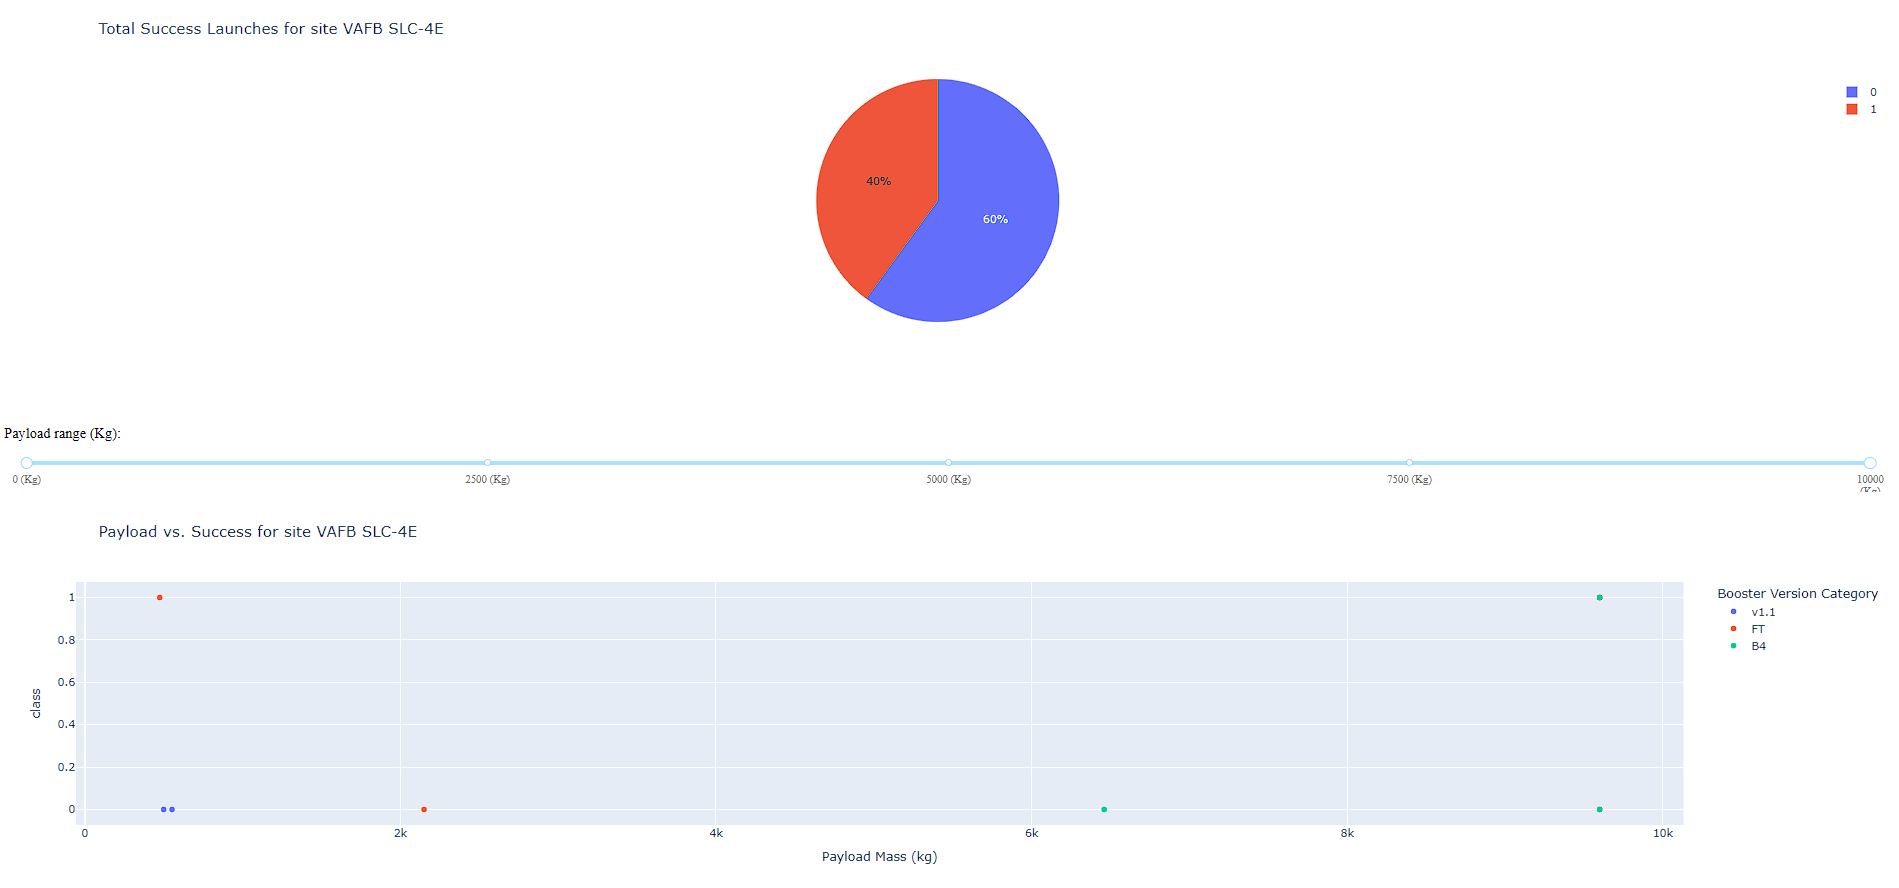 Total Success Launches for site VAFB SLC-4E
0
1
40%
60%
Payload range (Kg):
0 (Kg)
2500 (Kg)
5000 (Kg)
7500 (Kg)
10000
(Kg)
Payload vs. Success for site VAFB SLC-4E
Booster Version Category
v1.1
FT
B4
class
1
0.8
0.6
0.4
0.2
0
0
2k
4k
6k
8k
10k
Payload Mass (kg)